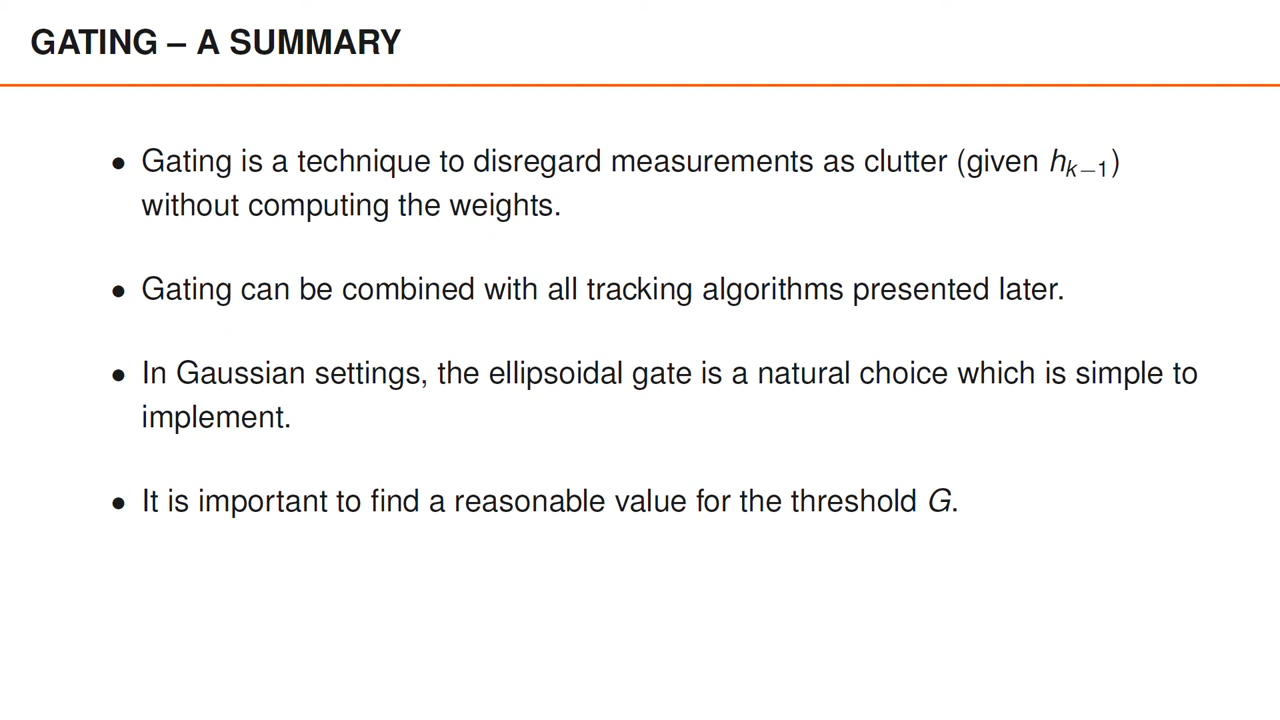 GATING – A SUMMARY
• Gating is a technique to disregard measurements as clutter (given hₖ₋₁)
without computing the weights.
• Gating can be combined with all tracking algorithms presented later.
• In Gaussian settings, the ellipsoidal gate is a natural choice which is simple to
implement.
• It is important to find a reasonable value for the threshold G.